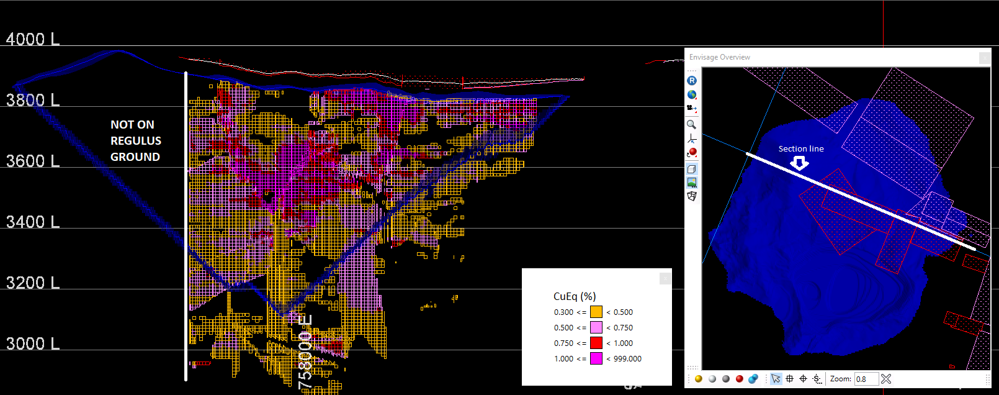 4000 L
3800 L
3600 L
3400 L
3200 L
3000 L
NOT ON
REGULUS
GROUND
758000 E
CuEq (%)
0.300 <= < 0.500
0.500 <= < 0.750
0.750 <= < 1.000
1.000 <= < 999.000
Envisage Overview
R
Section line
S
Zoom: 0.8